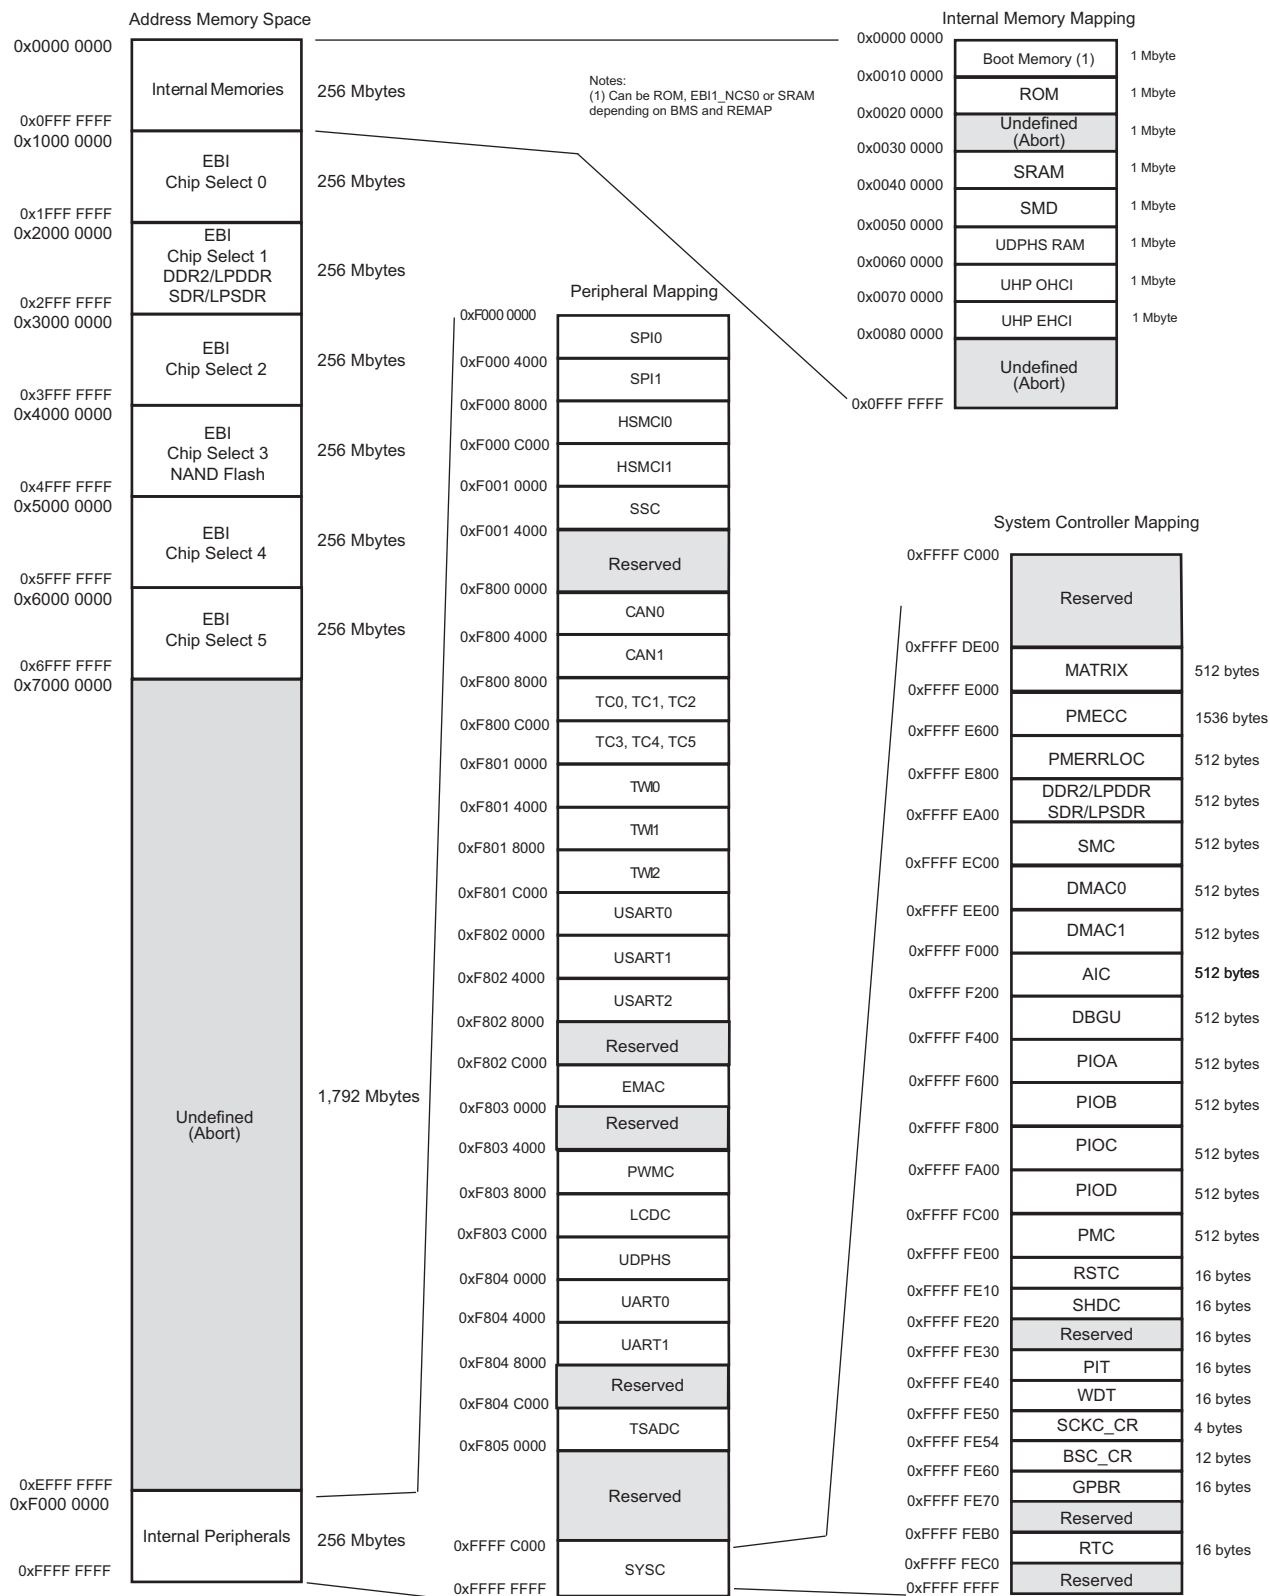 Address Memory Space
0x0000 0000
Internal Memories
256 Mbytes
0x0FFF FFFF
0x1000 0000
EBI
Chip Select 0
256 Mbytes
0x1FFF FFFF
0x2000 0000
EBI
Chip Select 1
DDR2/LPDDR
SDR/LPSDR
256 Mbytes
0x2FFF FFFF
0x3000 0000
EBI
Chip Select 2
256 Mbytes
0x3FFF FFFF
0x4000 0000
EBI
Chip Select 3
NAND Flash
256 Mbytes
0x4FFF FFFF
0x5000 0000
EBI
Chip Select 4
256 Mbytes
0x5FFF FFFF
0x6000 0000
EBI
Chip Select 5
256 Mbytes
0x6FFF FFFF
0x7000 0000
Undefined
(Abort)
1,792 Mbytes
0xEFFF FFFF
0xF000 0000
Internal Peripherals
256 Mbytes
0xFFFF FFFF
Notes:
(1) Can be ROM, EBI1_NCS0 or SRAM
depending on BMS and REMAP
Peripheral Mapping
0xF000 0000
SPI0
0xF000 4000
SPI1
0xF000 8000
HSMCI0
0xF000 C000
HSMCI1
0xF001 0000
SSC
0xF001 4000
Reserved
0xF800 0000
CAN0
0xF800 4000
CAN1
0xF800 8000
TC0, TC1, TC2
0xF800 C000
TC3, TC4, TC5
0xF801 0000
TWI0
0xF801 4000
TWI1
0xF801 8000
TWI2
0xF801 C000
USART0
0xF802 0000
USART1
0xF802 4000
USART2
0xF802 8000
Reserved
0xF802 C000
EMAC
0xF803 0000
Reserved
0xF803 4000
PWMC
0xF803 8000
LCDC
0xF803 C000
UDPHS
0xF804 0000
UART0
0xF804 4000
UART1
0xF804 8000
Reserved
0xF804 C000
TSADC
0xF805 0000
Reserved
0xFFFF C000
SYSC
0xFFFF FFFF
Internal Memory Mapping
0x0000 0000
Boot Memory (1)
1 Mbyte
0x0010 0000
ROM
1 Mbyte
0x0020 0000
Undefined
(Abort)
1 Mbyte
0x0030 0000
SRAM
1 Mbyte
0x0040 0000
SMD
1 Mbyte
0x0050 0000
UDPHS RAM
1 Mbyte
0x0060 0000
UHP OHCI
1 Mbyte
0x0070 0000
UHP EHCI
1 Mbyte
0x0080 0000
Undefined
(Abort)
0x0FFF FFFF
System Controller Mapping
0xFFFF C000
Reserved
0xFFFF DE00
MATRIX
512 bytes
0xFFFF E000
PMECC
1536 bytes
0xFFFF E600
PMERRLOC
512 bytes
0xFFFF E800
DDR2/LPDDR
SDR/LPSDR
512 bytes
0xFFFF EA00
SMC
512 bytes
0xFFFF EC00
DMAC0
512 bytes
0xFFFF EE00
DMAC1
512 bytes
0xFFFF F000
AIC
512 bytes
0xFFFF F200
DBGU
512 bytes
0xFFFF F400
PIOA
512 bytes
0xFFFF F600
PIOB
512 bytes
0xFFFF F800
PIOC
512 bytes
0xFFFF FA00
PIOD
512 bytes
0xFFFF FC00
PMC
512 bytes
0xFFFF FE00
RSTC
16 bytes
0xFFFF FE10
SHDC
16 bytes
0xFFFF FE20
Reserved
16 bytes
0xFFFF FE30
PIT
16 bytes
0xFFFF FE40
WDT
16 bytes
0xFFFF FE50
SCKC_CR
4 bytes
0xFFFF FE54
BSC_CR
12 bytes
0xFFFF FE60
GPBR
16 bytes
0xFFFF FE70
Reserved
0xFFFF FEB0
RTC
16 bytes
0xFFFF FEC0
Reserved
0xFFFF FFFF